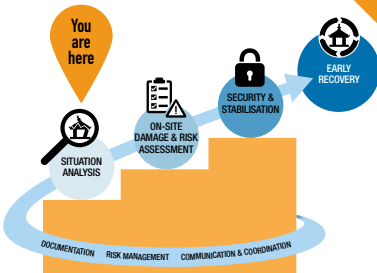 You
are
here
SITUATION
ANALYSIS
ON-SITE
DAMAGE & RISK
ASSESSMENT
SECURITY &
STABILISATION
EARLY
RECOVERY
DOCUMENTATION RISK MANAGEMENT COMMUNICATION & COORDINATION